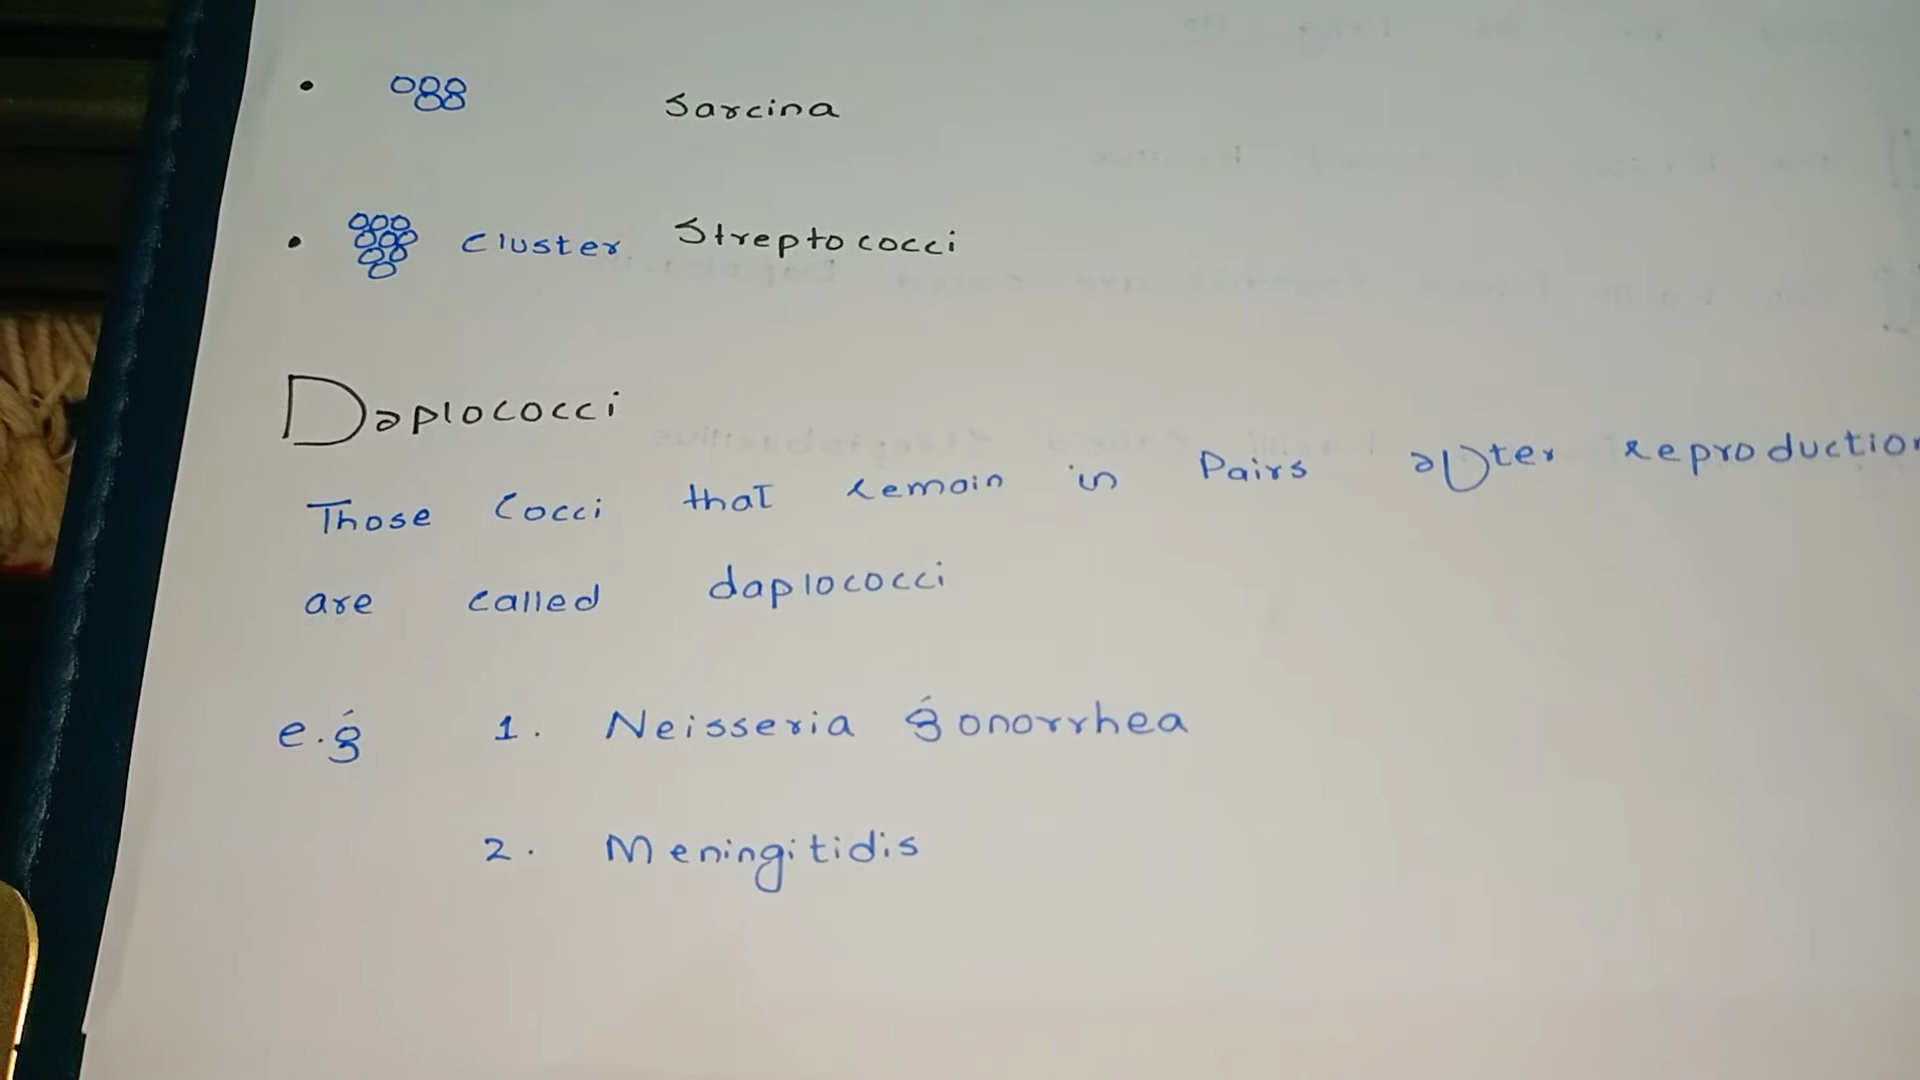 • Sarcina
• Cluster Streptococci
Daplococci
Those Cocci that remain in Pairs after reproduction
are called daplococci
e.g 1. Neisseria gonorrhea
2. Meningitidis